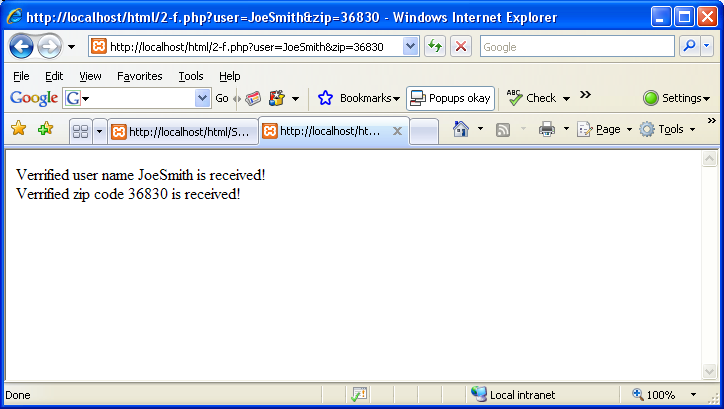 http://localhost/html/2-f.php?user=JoeSmith&zip=36830 - Windows Internet Explorer
http://localhost/html/2-f.php?user=JoeSmith&zip=36830
Google
File Edit View Favorites Tools Help
Google G Go Bookmarks Popups okay ABC Check » Settings
http://localhost/html/S... http://localhost/ht... Page Tools »
Verrified user name JoeSmith is received!
Verrified zip code 36830 is received!
Done Local intranet 100%